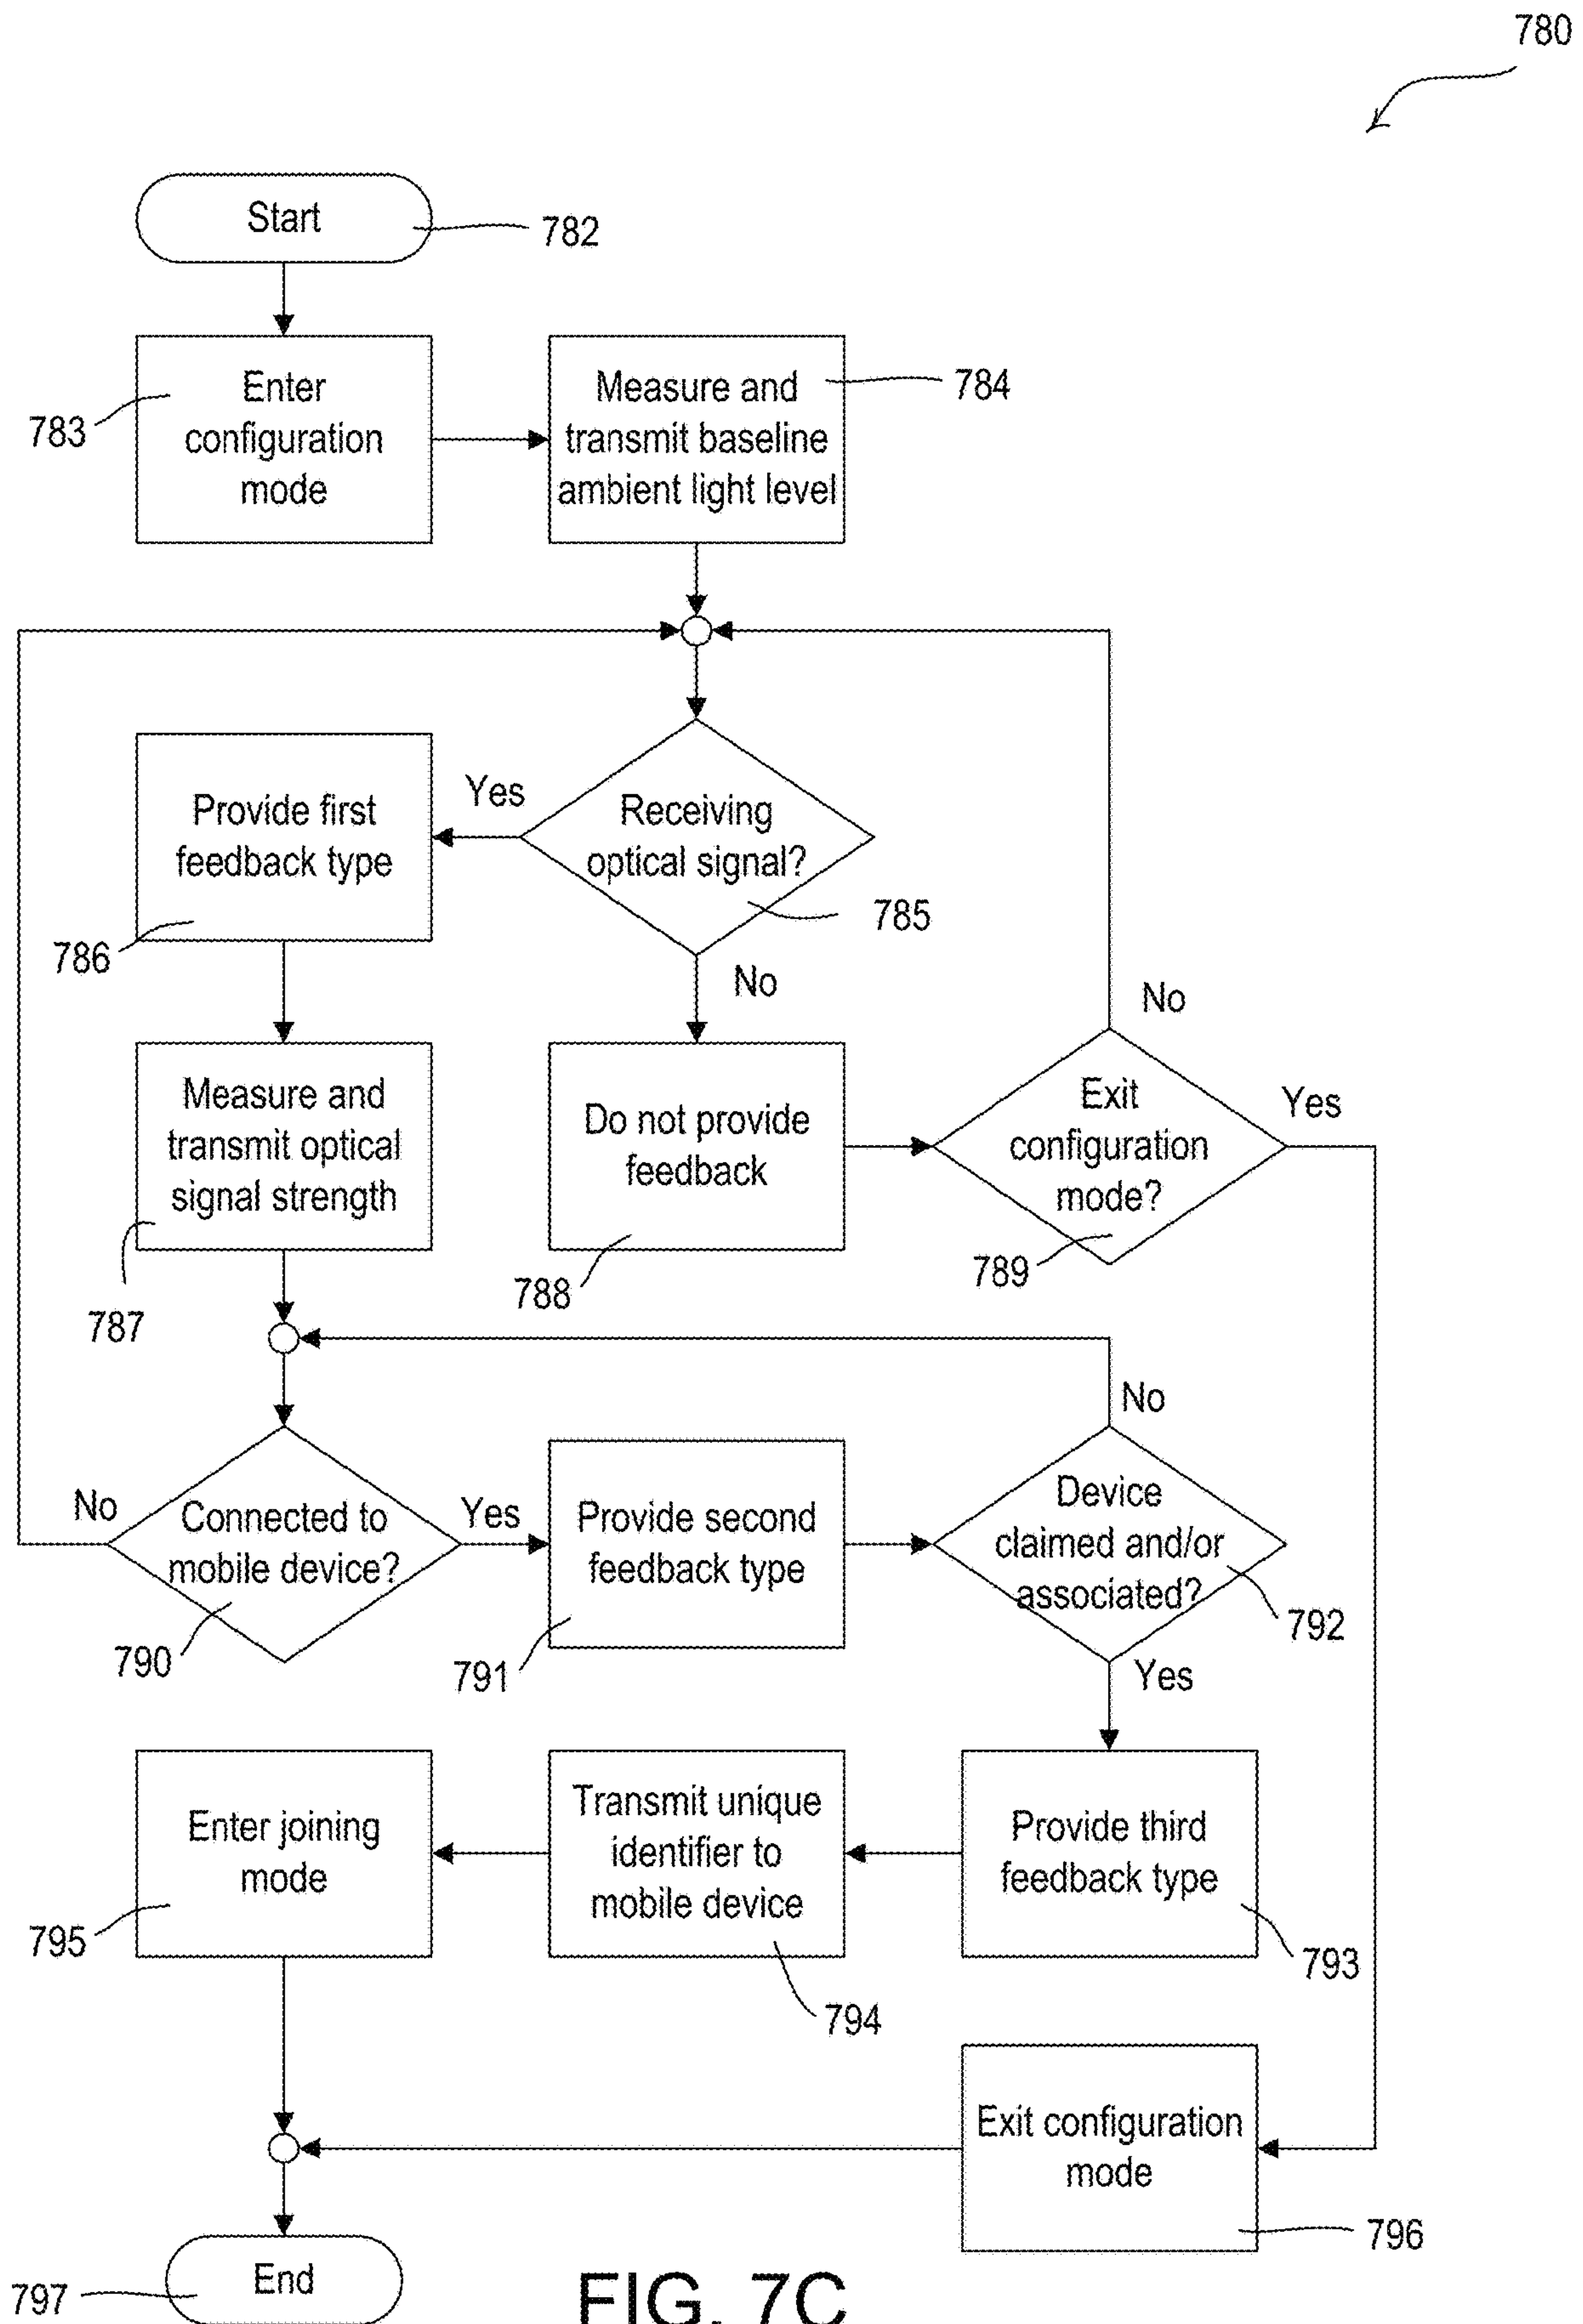 780
Start
782
Enter
configuration
mode
783
Measure and
transmit baseline
ambient light level
784
Provide first
feedback type
786
Yes
Receiving
optical signal?
785
No
Measure and
transmit optical
signal strength
787
Do not provide
feedback
788
No
Exit
configuration
mode?
789
Yes
No
Connected to
mobile device?
790
Yes
Provide second
feedback type
791
No
Device
claimed and/or
associated?
792
Yes
Enter joining
mode
795
Transmit unique
identifier to
mobile device
794
Provide third
feedback type
793
Exit configuration
mode
796
End
797
FIG. 7C